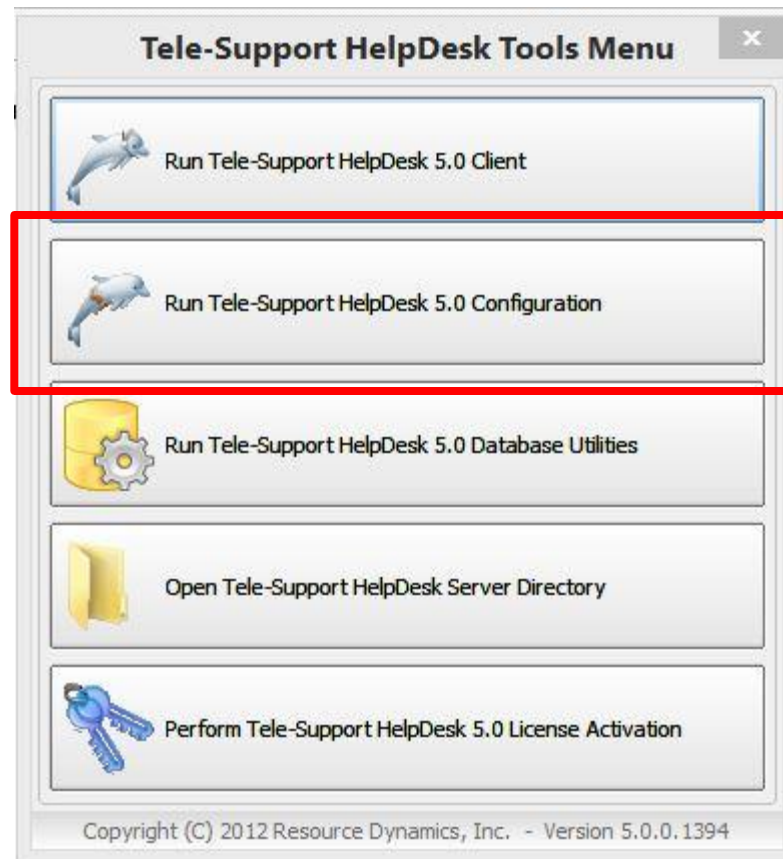 Tele-Support HelpDesk Tools Menu
Run Tele-Support HelpDesk 5.0 Client
Run Tele-Support HelpDesk 5.0 Configuration
Run Tele-Support HelpDesk 5.0 Database Utilities
Open Tele-Support HelpDesk Server Directory
Perform Tele-Support HelpDesk 5.0 License Activation
Copyright (C) 2012 Resource Dynamics, Inc. - Version 5.0.0.1394